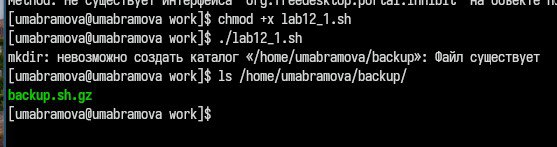 Method: Не существует интерфейса "org.freedesktop.portal.Inhibit" на объекте п
[umabramova@umabramova work]$ chmod +x lab12_1.sh
[umabramova@umabramova work]$ ./lab12_1.sh
mkdir: невозможно создать каталог «/home/umabramova/backup»: Файл существует
[umabramova@umabramova work]$ ls /home/umabramova/backup/
backup.sh.gz
[umabramova@umabramova work]$